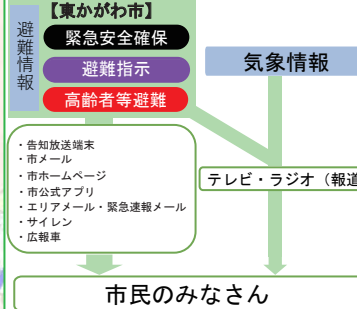 【東かがわ市】
避難情報
緊急安全確保
避難指示
高齢者等避難
気象情報
・告知放送端末
・市メール
・市ホームページ
・市公式アプリ
・エリアメール・緊急速報メール
・サイレン
・広報車
テレビ・ラジオ（報道
市民のみなさん